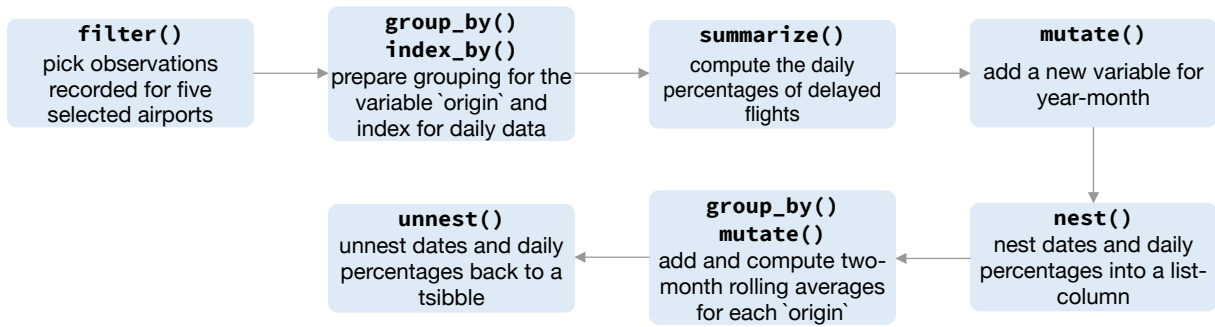 filter()
pick observations
recorded for five
selected airports
group_by()
index_by()
prepare grouping for the
variable `origin` and
index for daily data
summarize()
compute the daily
percentages of delayed
flights
mutate()
add a new variable for
year-month
nest()
nest dates and daily
percentages into a list-
column
group_by()
mutate()
add and compute two-
month rolling averages
for each `origin`
unnest()
unnest dates and daily
percentages back to a
tsibble